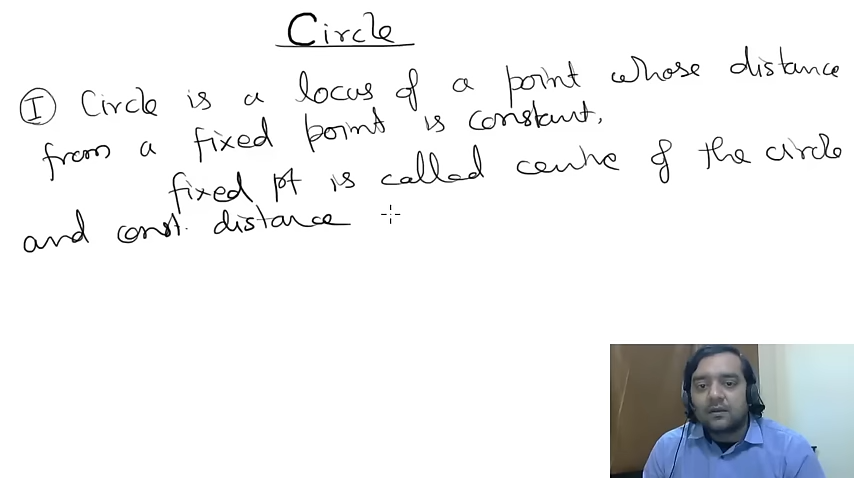 Circle
I Circle is a locus of a point whose distance
from a fixed point is constant.
fixed pt is called centre of the circle
and const. distance